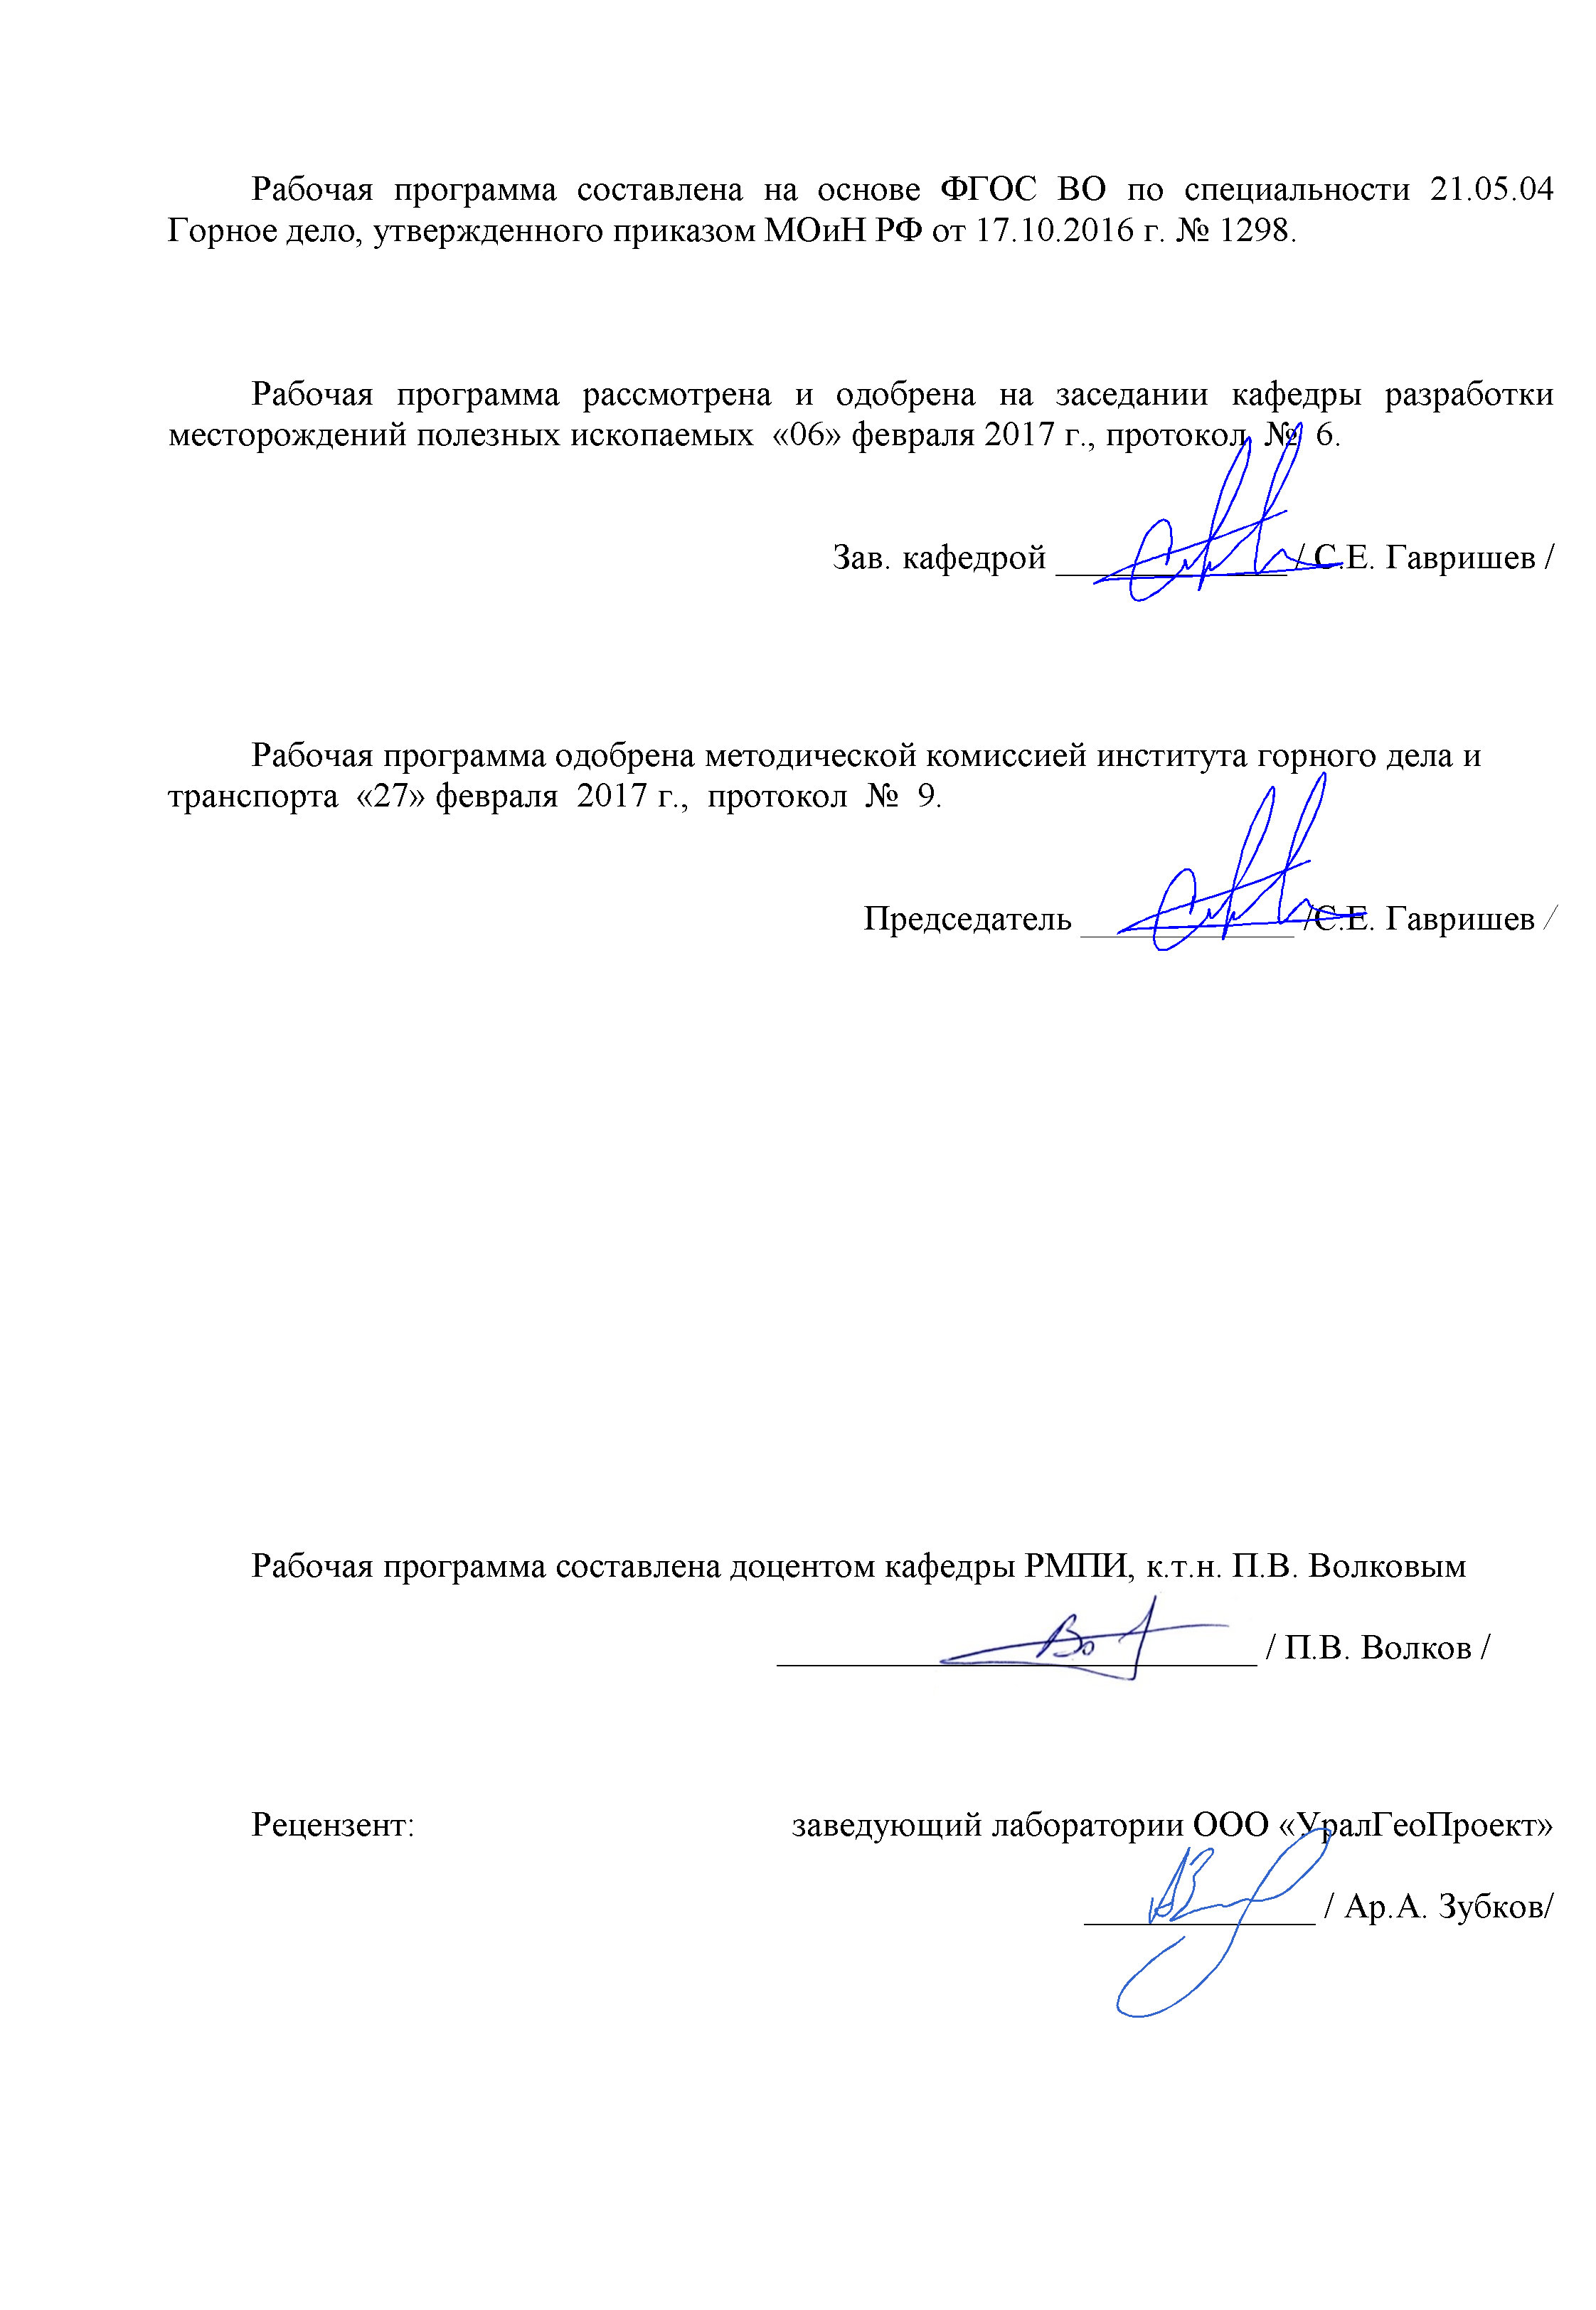 Рабочая программа составлена на основе ФГОС ВО по специальности 21.05.04
Горное дело, утвержденного приказом МОиН РФ от 17.10.2016 г. № 1298.
Рабочая программа рассмотрена и одобрена на заседании кафедры разработки
месторождений полезных ископаемых «06» февраля 2017 г., протокол № 6.
Зав. кафедрой _____________ / С.Е. Гавришев /
Рабочая программа одобрена методической комиссией института горного дела и
транспорта «27» февраля 2017 г., протокол № 9.
Председатель ____________ /С.Е. Гавришев /
Рабочая программа составлена доцентом кафедры РМПИ, к.т.н. П.В. Волковым
___________________________ / П.В. Волков /
Рецензент: заведующий лаборатории ООО «УралГеоПроект»
_____________ / Ар.А. Зубков/